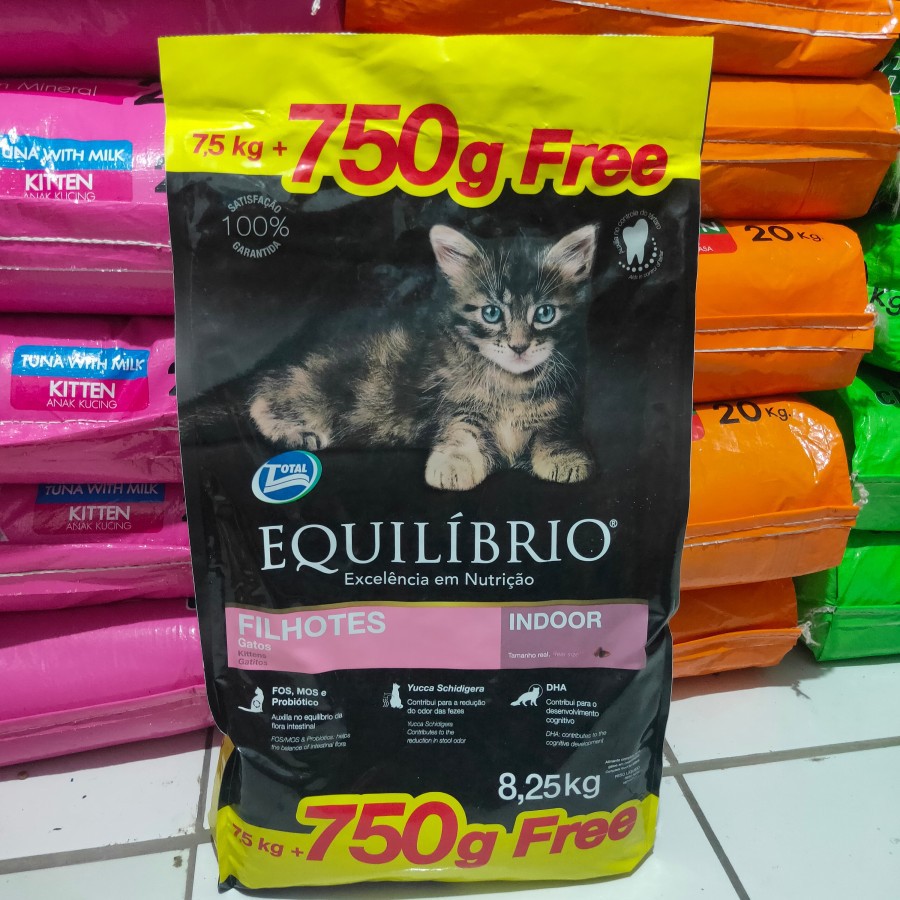 7,5 kg + 750g Free
SATISFAÇÃO
100%
GARANTIDA
TOTAL
EQUILÍBRIO®
Excelência em Nutrição
FILHOTES
Gatos
Kittens
Gatitos
INDOOR
Tamanho real.
FOS, MOS e
Probiótico
Auxilia no equilíbrio da
flora intestinal
FOS/MOS & Probiotics: helps
the balance of intestinal flora
Yucca Schidigera
Contribui para a redução
do odor das fezes
Yucca Schidigera
Contributes to the
reduction in stool odor
DHA
Contribui para o
desenvolvimento
cognitivo
DHA: contributes to the
cognitive development
8,25kg
7,5 kg + 750g Free
Mineral
TUNA WITH MILK
KITTEN
ANAK KUCING
TUNA WITH MILK
KITTEN
ANAK KUCING
TUNA WITH MILK
KITTEN
ANAK KUCING
20 Kg.
20 Kg.
Kg